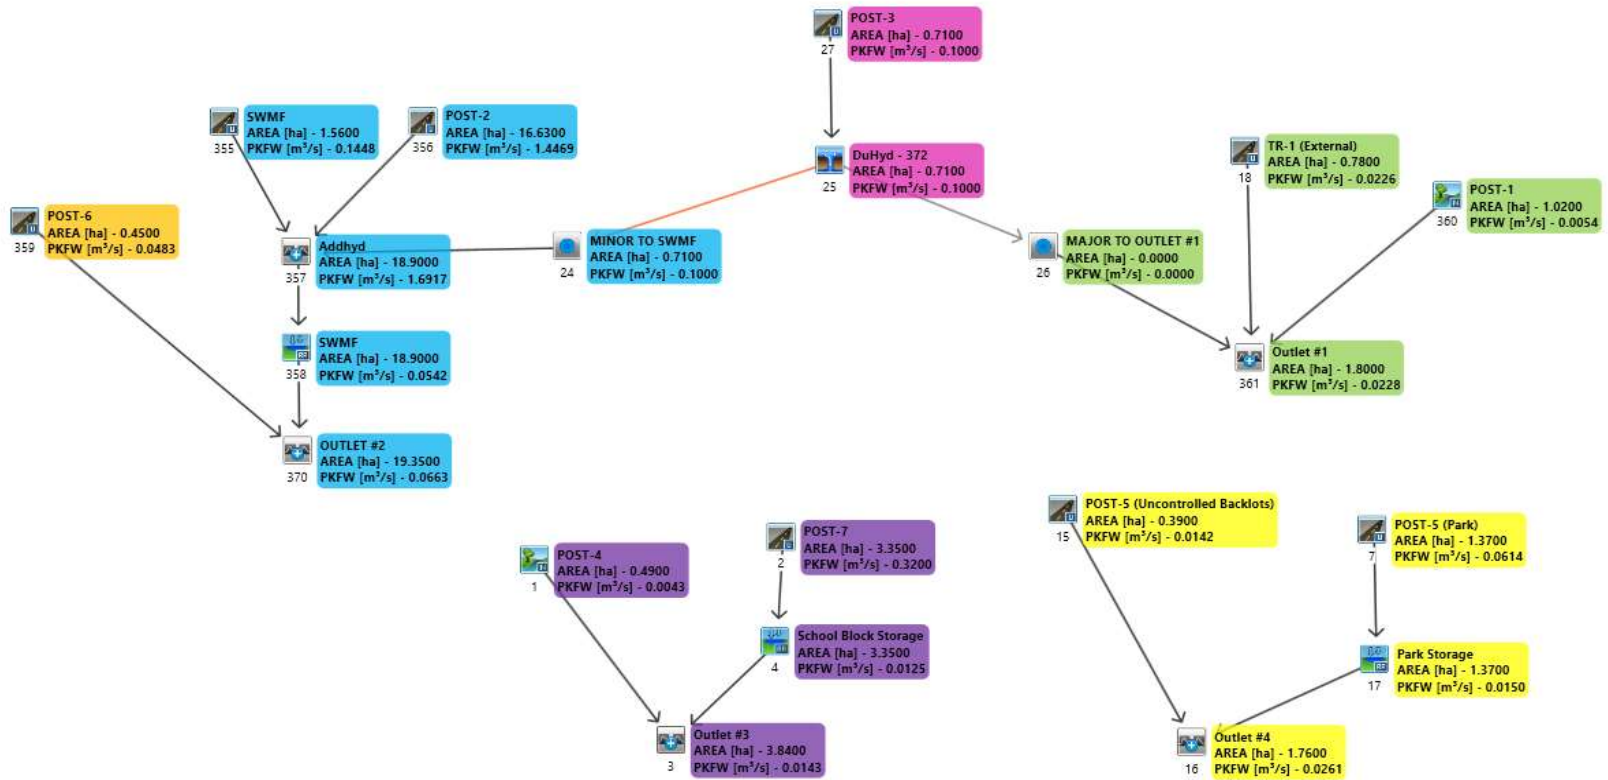 POST-3
AREA [ha] - 0.7100
PKFW [m³/s] - 0.1000
27
SWMF
AREA [ha] - 1.5600
PKFW [m³/s] - 0.1448
355
POST-2
AREA [ha] - 16.6300
PKFW [m³/s] - 1.4469
356
DuHyd - 372
AREA [ha] - 0.7100
PKFW [m³/s] - 0.1000
25
TR-1 (External)
AREA [ha] - 0.7800
PKFW [m³/s] - 0.0226
18
POST-1
AREA [ha] - 1.0200
PKFW [m³/s] - 0.0054
360
POST-6
AREA [ha] - 0.4500
PKFW [m³/s] - 0.0483
359
Addhyd
AREA [ha] - 18.9000
PKFW [m³/s] - 1.6917
357
MINOR TO SWMF
AREA [ha] - 0.7100
PKFW [m³/s] - 0.1000
24
MAJOR TO OUTLET #1
AREA [ha] - 0.0000
PKFW [m³/s] - 0.0000
26
SWMF
AREA [ha] - 18.9000
PKFW [m³/s] - 0.0542
358
Outlet #1
AREA [ha] - 1.8000
PKFW [m³/s] - 0.0228
361
OUTLET #2
AREA [ha] - 19.3500
PKFW [m³/s] - 0.0663
370
POST-4
AREA [ha] - 0.4900
PKFW [m³/s] - 0.0043
1
POST-7
AREA [ha] - 3.3500
PKFW [m³/s] - 0.3200
2
POST-5 (Uncontrolled Backlots)
AREA [ha] - 0.3900
PKFW [m³/s] - 0.0142
15
POST-5 (Park)
AREA [ha] - 1.3700
PKFW [m³/s] - 0.0614
7
School Block Storage
AREA [ha] - 3.3500
PKFW [m³/s] - 0.0125
4
Park Storage
AREA [ha] - 1.3700
PKFW [m³/s] - 0.0150
17
Outlet #3
AREA [ha] - 3.8400
PKFW [m³/s] - 0.0143
3
Outlet #4
AREA [ha] - 1.7600
PKFW [m³/s] - 0.0261
16